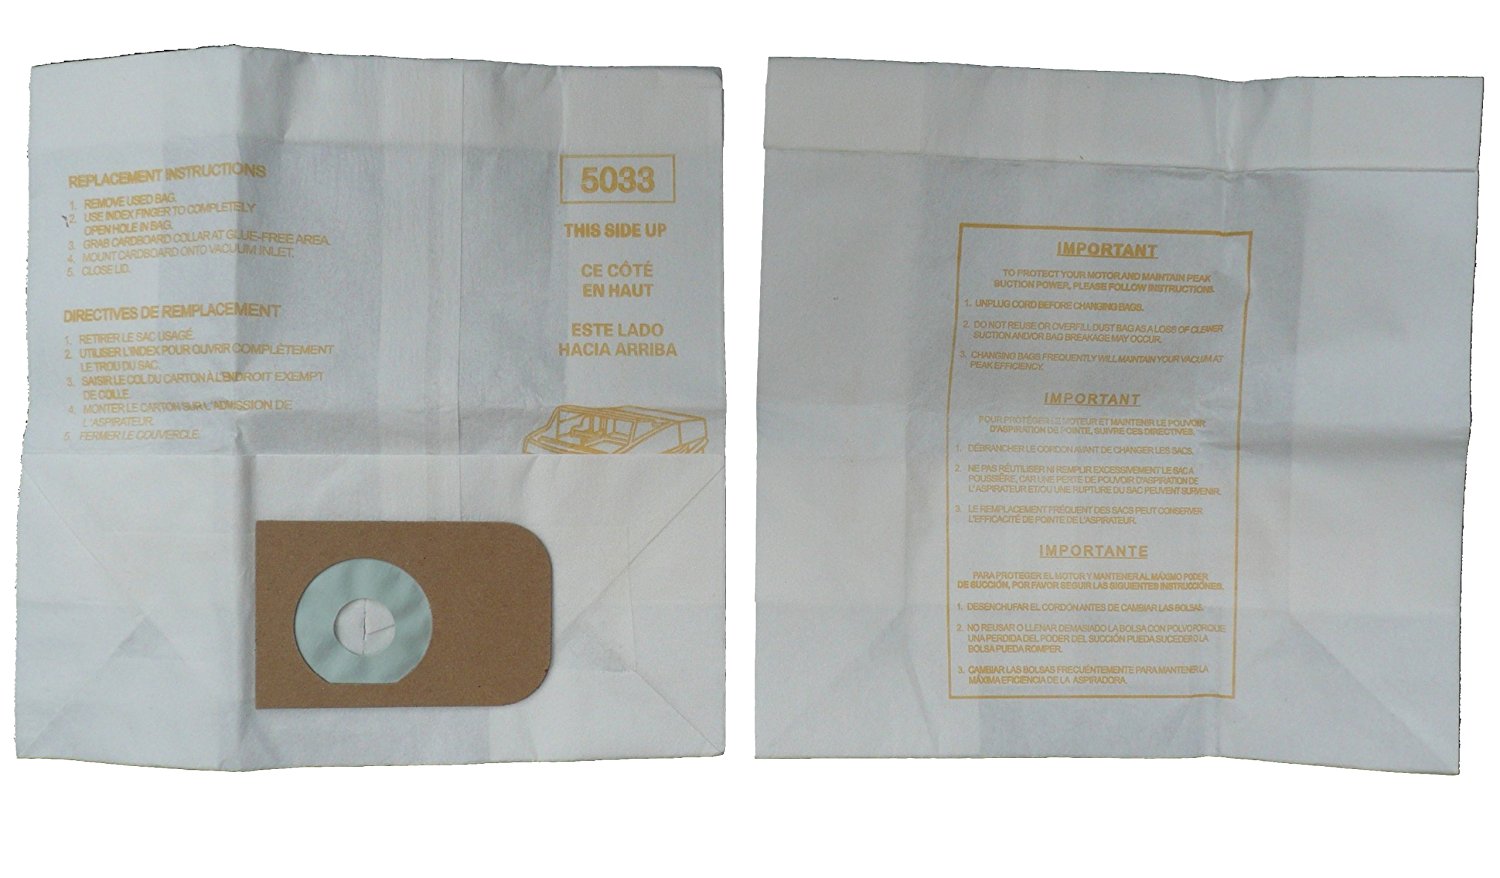 REPLACEMENT INSTRUCTIONS
1. REMOVE USED BAG.
2. USE INDEX FINGER TO COMPLETELY
OPEN HOLE IN BAG.
3. GRAB CARDBOARD COLLAR AT GLUE-FREE AREA.
4. MOUNT CARDBOARD ONTO VACUUM INLET.
5. CLOSE LID.
DIRECTIVES DE REMPLACEMENT
1. RETIRER LE SAC USAGÉ.
2. UTILISER L'INDEX POUR OUVRIR COMPLÈTEMENT
LE TROU DU SAC.
3. SAISIR LE COL DU CARTON À L'ENDROIT EXEMPT
DE COLLE.
4. MONTER LE CARTON SUR L'ADMISSION DE
L'ASPIRATEUR.
5. FERMER LE COUVERCLE.
5033
THIS SIDE UP
CE CÔTÉ
EN HAUT
ESTE LADO
HACIA ARRIBA
IMPORTANT
TO PROTECT YOUR MOTOR AND MAINTAIN PEAK
SUCTION POWER, PLEASE FOLLOW INSTRUCTIONS.
1. UNPLUG CORD BEFORE CHANGING BAGS.
2. DO NOT REUSE OR OVERFILL DUST BAG AS A LOSS OF CLEWER
SUCTION AND/OR BAG BREAKAGE MAY OCCUR.
3. CHANGING BAGS FREQUENTLY WILL MAINTAIN YOUR VACUUM AT
PEAK EFFICIENCY.
IMPORTANT
POUR PROTÉGER LE MOTEUR ET MAINTENIR LE POUVOIR
D'ASPIRATION DE POINTE, SUIVRE CES DIRECTIVES.
1. DÉBRANCHER LE CORDON AVANT DE CHANGER LES SACS.
2. NE PAS RÉUTILISER NI REMPLIR EXCESSIVEMENT LE SAC A
POUSSIÈRE, CAR UNE PERTE DE POUVOIR D'ASPIRATION DE
L'ASPIRATEUR ET/OU UNE RUPTURE DU SAC PEUVENT SURVENIR.
3. LE REMPLACEMENT FRÉQUENT DES SACS PEUT CONSERVER
L'EFFICACITÉ DE POINTE DE L'ASPIRATEUR.
IMPORTANTE
PARA PROTEGER EL MOTOR Y MANTENER AL MÁXIMO PODER
DE SUCCIÓN, POR FAVOR SEGUIR LAS SIGUIENTES INSTRUCCIÓNES.
1. DESENCHUFAR EL CORDÓN ANTES DE CAMBIAR LAS BOLSAS.
2. NO REUSAR O LLENAR DEMASIADO LA BOLSA CON POLVO PORQUE
UNA PERDIDA DEL PODER DEL SUCCIÓN PUEDA SUCEDER O LA
BOLSA PUEDA ROMPER.
3. CAMBIAR LAS BOLSAS FRECUÉNTEMENTE PARA MANTENER LA
MÁXIMA EFICIENCIA DE LA ASPIRADORA.